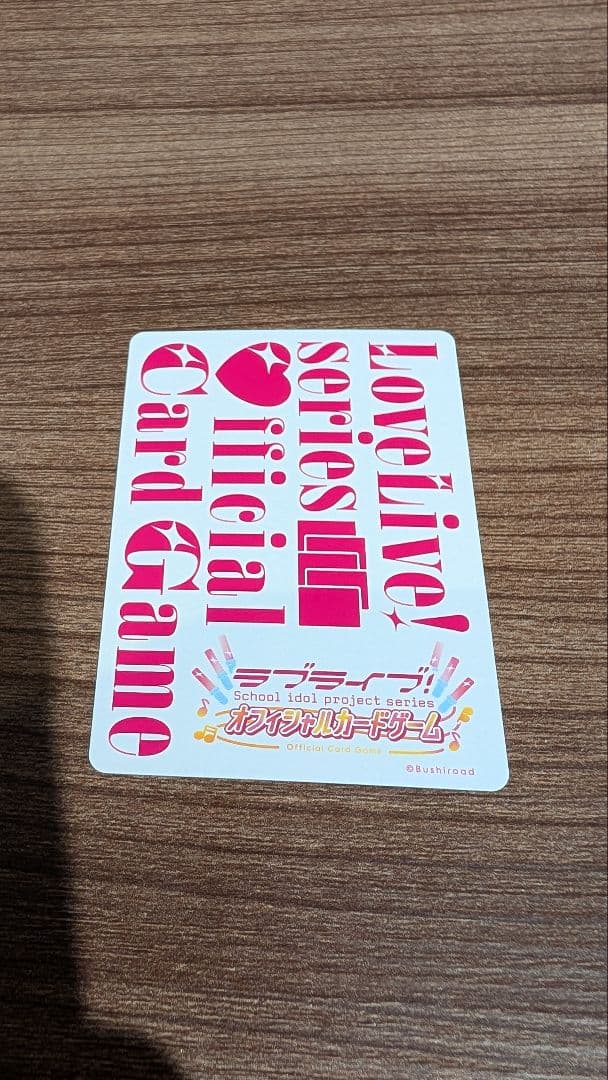 LoveLive!
series
Official
Card Game
ラブライブ!
School idol project series
オフィシャルカードゲーム
Official Card Game
©Bushiroad